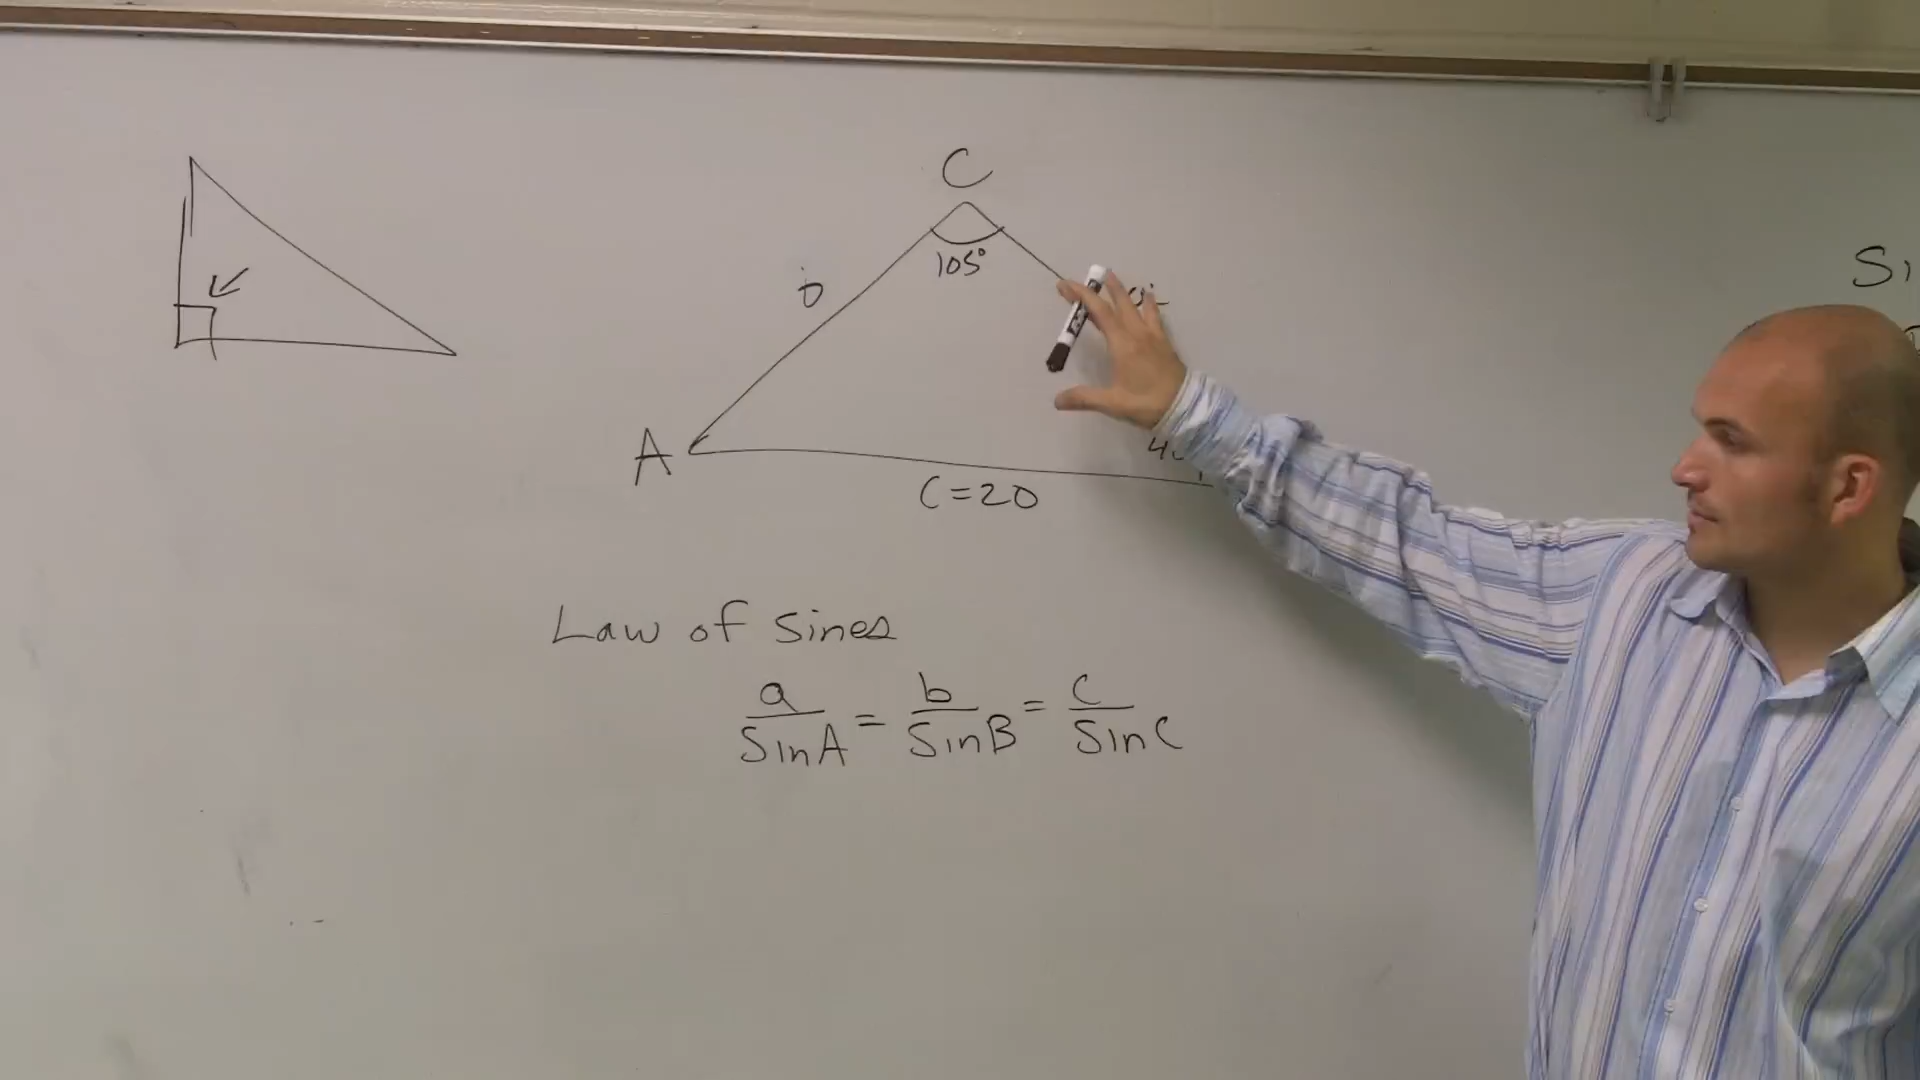 C
105°
b
A
C=20
Law of Sines
a/SinA = b/SinB = c/SinC